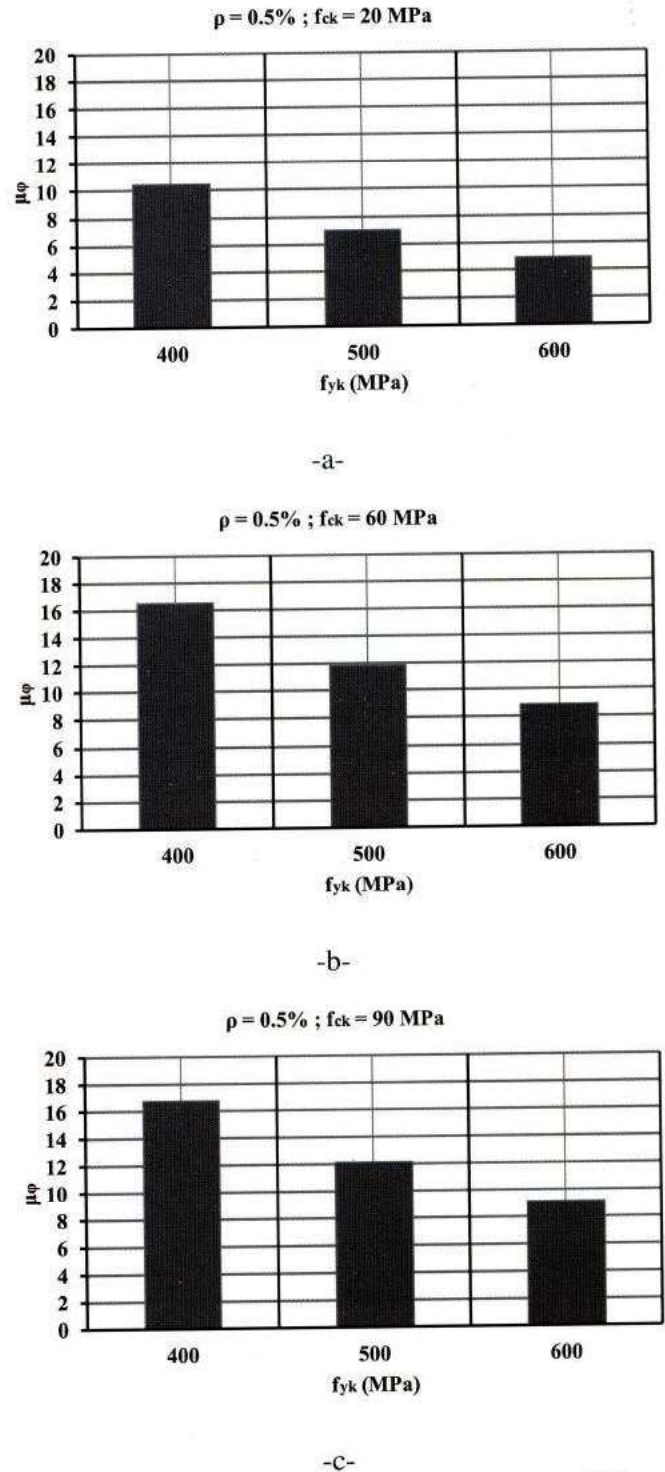 ρ = 0.5% ; fck = 20 MPa
20
18
16
14
12
10
8
6
4
2
0
μφ
400 500 600
fyk (MPa)
-a-
ρ = 0.5% ; fck = 60 MPa
20
18
16
14
12
10
8
6
4
2
0
μφ
400 500 600
fyk (MPa)
-b-
ρ = 0.5% ; fck = 90 MPa
20
18
16
14
12
10
8
6
4
2
0
μφ
400 500 600
fyk (MPa)
-c-